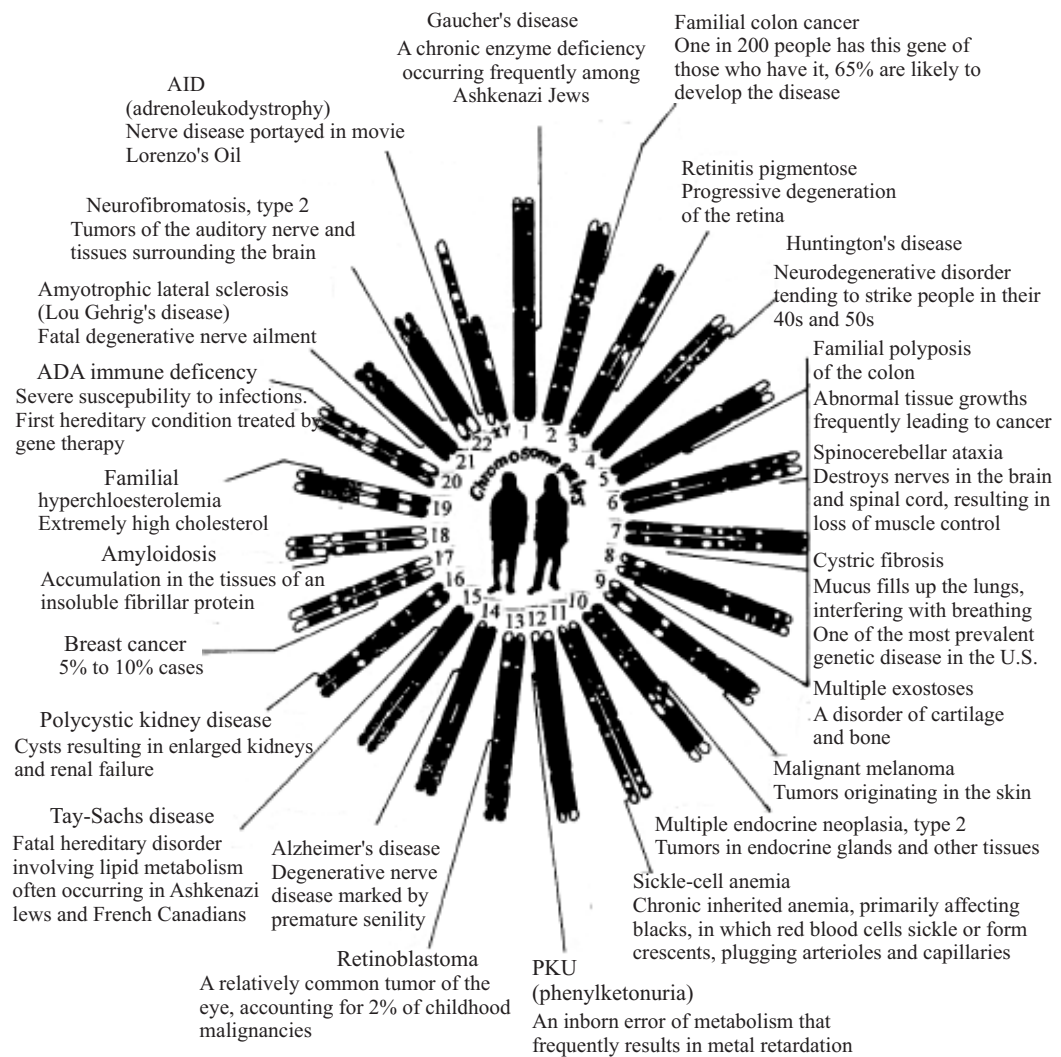 Gaucher's disease
A chronic enzyme deficiency
occurring frequently among
Ashkenazi Jews
Familial colon cancer
One in 200 people has this gene of
those who have it, 65% are likely to
develop the disease
AID
(adrenoleukodystrophy)
Nerve disease portayed in movie
Lorenzo's Oil
Retinitis pigmentose
Progressive degeneration
of the retina
Neurofibromatosis, type 2
Tumors of the auditory nerve and
tissues surrounding the brain
Huntington's disease
Neurodegenerative disorder
tending to strike people in their
40s and 50s
Amyotrophic lateral sclerosis
(Lou Gehrig's disease)
Fatal degenerative nerve ailment
Familial polyposis
of the colon
Abnormal tissue growths
frequently leading to cancer
ADA immune deficency
Severe suscepubility to infections.
First hereditary condition treated by
gene therapy
Spinocerebellar ataxia
Destroys nerves in the brain
and spinal cord, resulting in
loss of muscle control
Familial
hyperchloesterolemia
Extremely high cholesterol
Amyloidosis
Accumulation in the tissues of an
insoluble fibrillar protein
Cystric fibrosis
Mucus fills up the lungs,
interfering with breathing
One of the most prevalent
genetic disease in the U.S.
Breast cancer
5% to 10% cases
Multiple exostoses
A disorder of cartilage
and bone
Polycystic kidney disease
Cysts resulting in enlarged kidneys
and renal failure
Malignant melanoma
Tumors originating in the skin
Tay-Sachs disease
Fatal hereditary disorder
involving lipid metabolism
often occurring in Ashkenazi
lews and French Canadians
Alzheimer's disease
Degenerative nerve
disease marked by
premature senility
Multiple endocrine neoplasia, type 2
Tumors in endocrine glands and other tissues
Sickle-cell anemia
Chronic inherited anemia, primarily affecting
blacks, in which red blood cells sickle or form
crescents, plugging arterioles and capillaries
Retinoblastoma
A relatively common tumor of the
eye, accounting for 2% of childhood
malignancies
PKU
(phenylketonuria)
An inborn error of metabolism that
frequently results in metal retardation
Chromosome pairs
1
2
3
4
5
6
7
8
9
10
11
12
13
14
15
16
17
18
19
20
21
22
XY